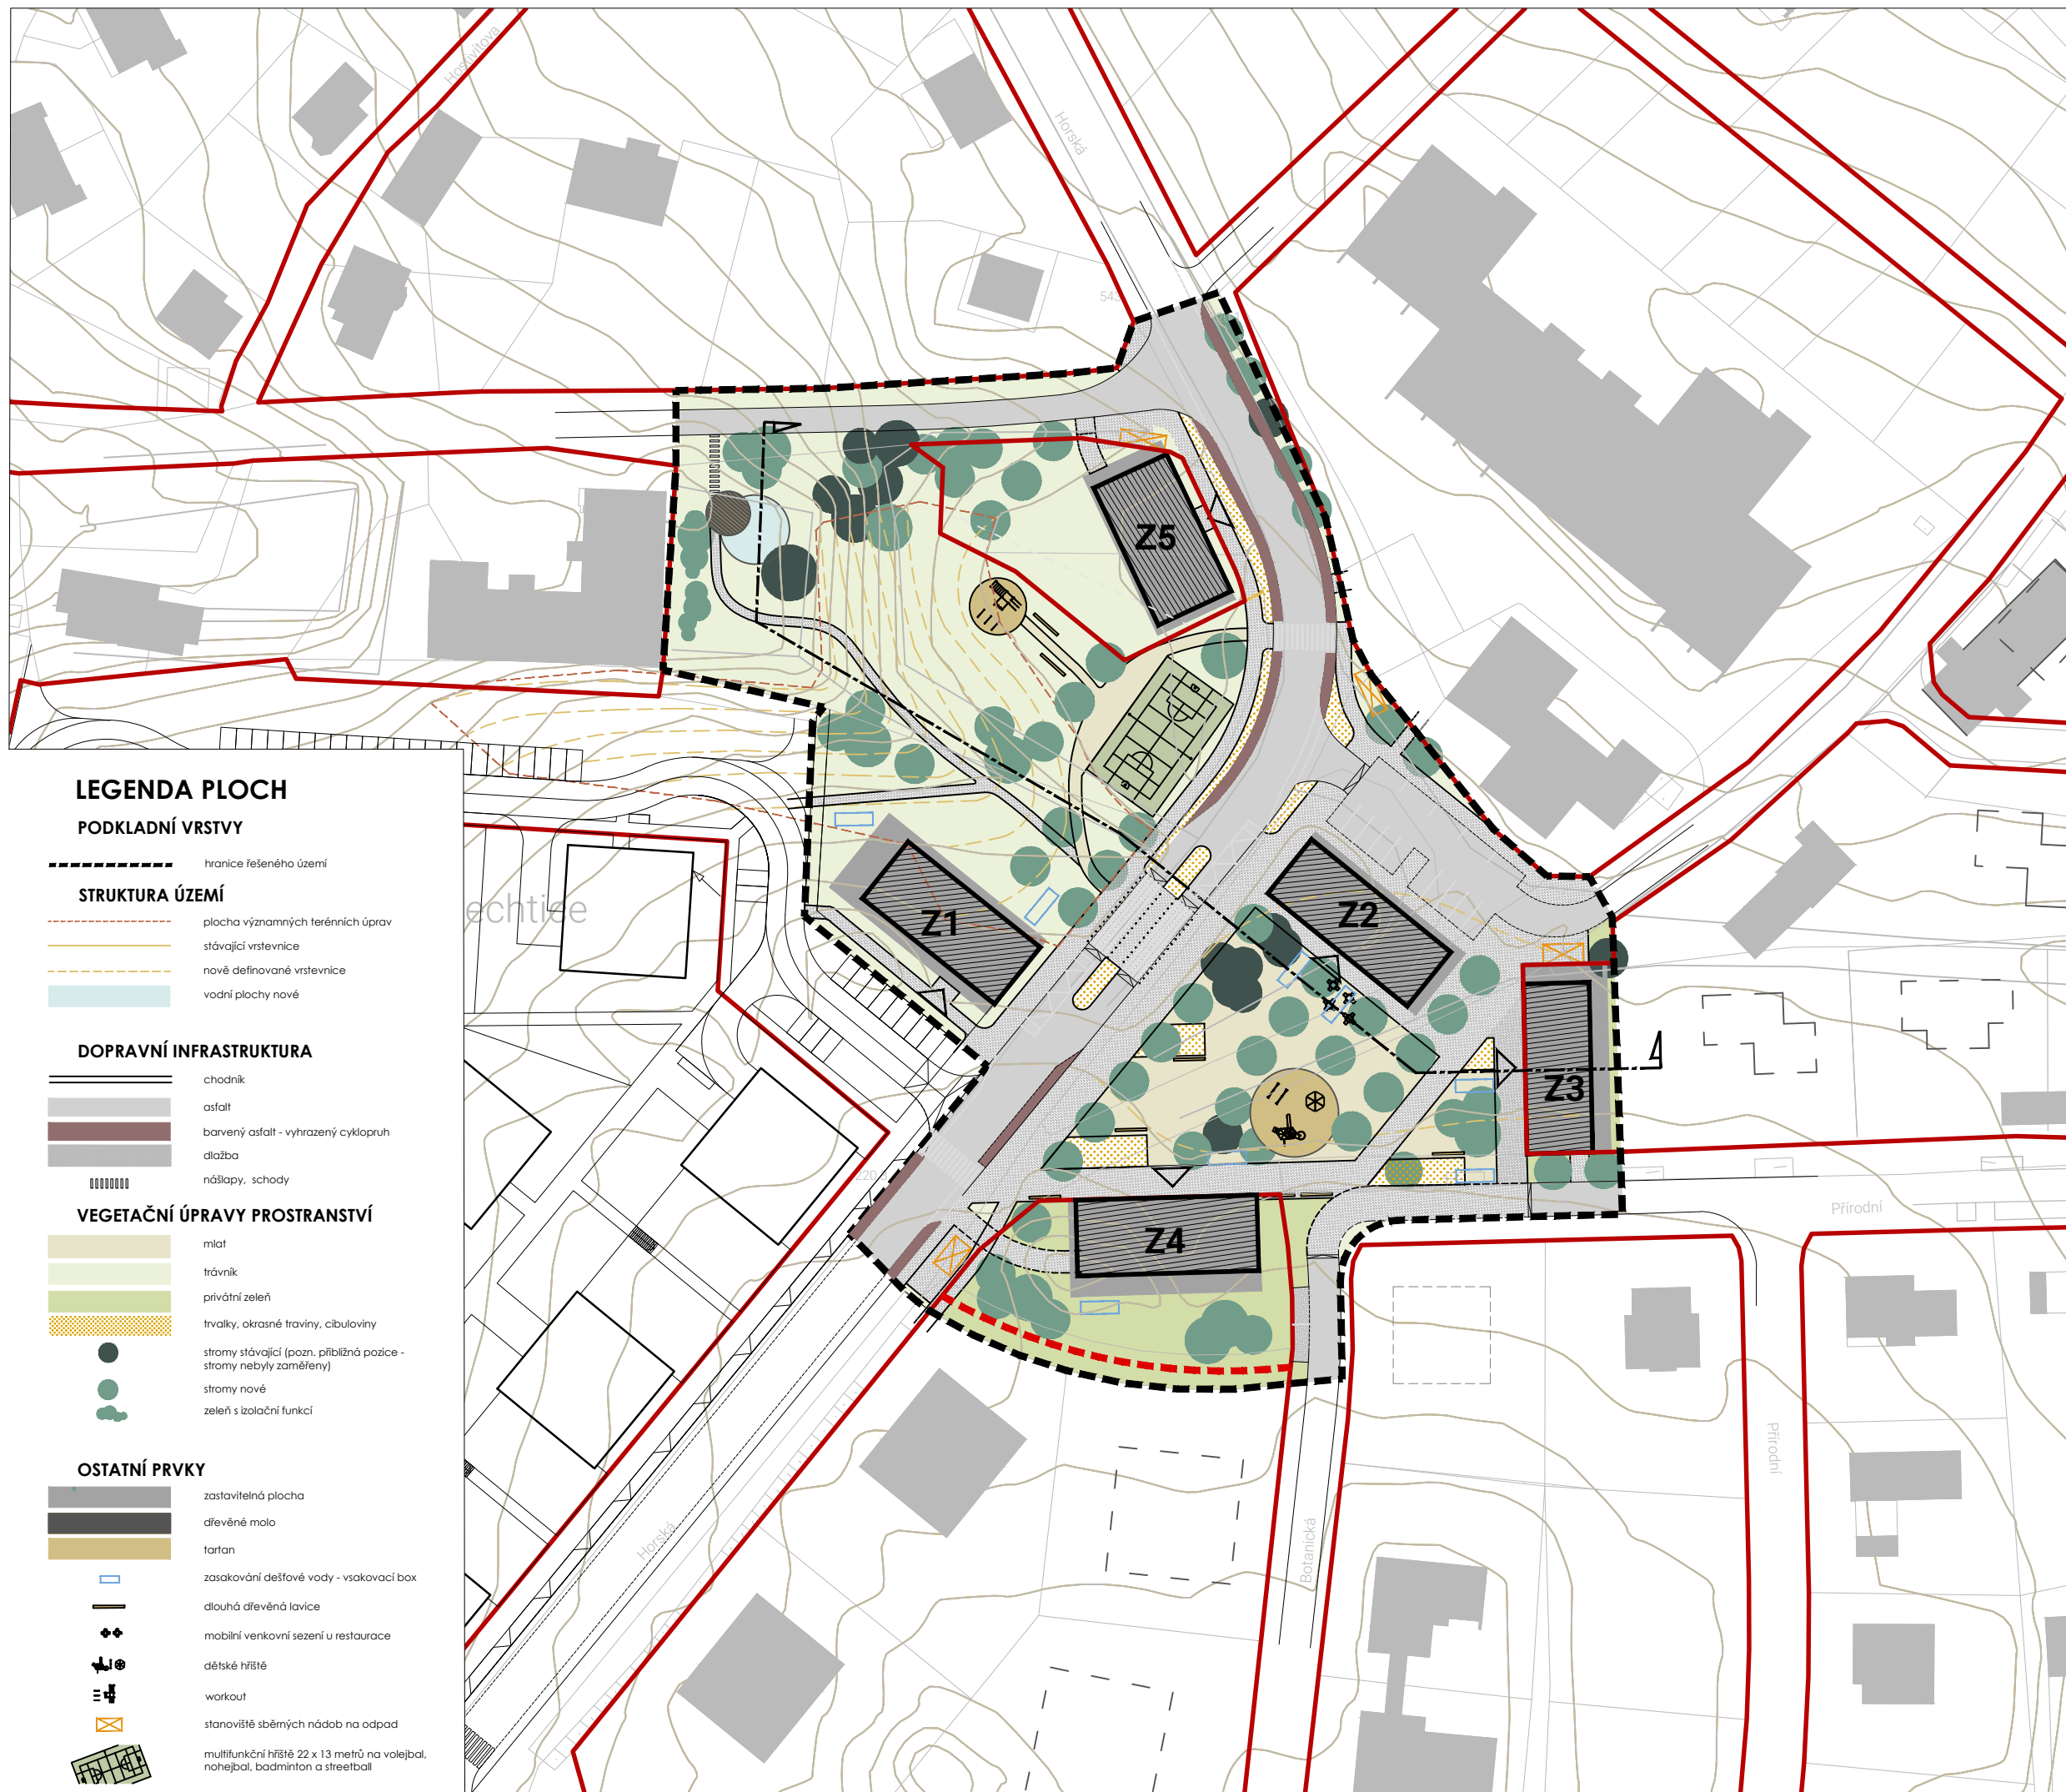 Hostivítova
Horská
543
Z5
Z1
Z2
Z3
Z4
echtice
220
Přírodní
Přírodní
Botanická
Horská
LEGENDA PLOCH
PODKLADNÍ VRSTVY
hranice řešeného území
STRUKTURA ÚZEMÍ
plocha významných terénních úprav
stávající vrstevnice
nově definované vrstevnice
vodní plochy nové
DOPRAVNÍ INFRASTRUKTURA
chodník
asfalt
barvený asfalt - vyhrazený cyklopruh
dlažba
nášlapy, schody
VEGETAČNÍ ÚPRAVY PROSTRANSTVÍ
mlat
trávník
privátní zeleň
trvalky, okrasné traviny, cibuloviny
stromy stávající (pozn. přibližná pozice -
stromy nebyly zaměřeny)
stromy nové
zeleň s izolační funkcí
OSTATNÍ PRVKY
zastavitelná plocha
dřevěné molo
tartan
zasakování dešťové vody - vsakovací box
dlouhá dřevěná lavice
mobilní venkovní sezení u restaurace
dětské hřiště
workout
stanoviště sběrných nádob na odpad
multifunkční hřiště 22 x 13 metrů na volejbal,
nohejbal, badminton a streetball